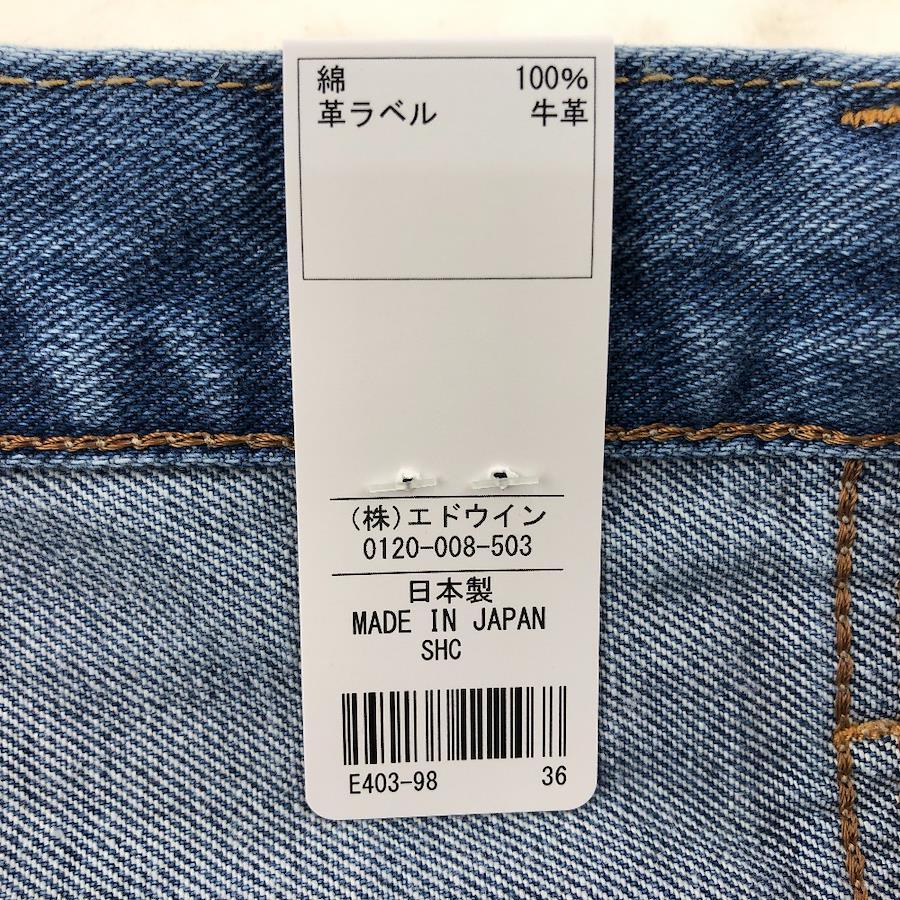 綿 100%
革ラベル 牛革
(株)エドウイン
0120-008-503
日本製
MADE IN JAPAN
SHC
E403-98 36